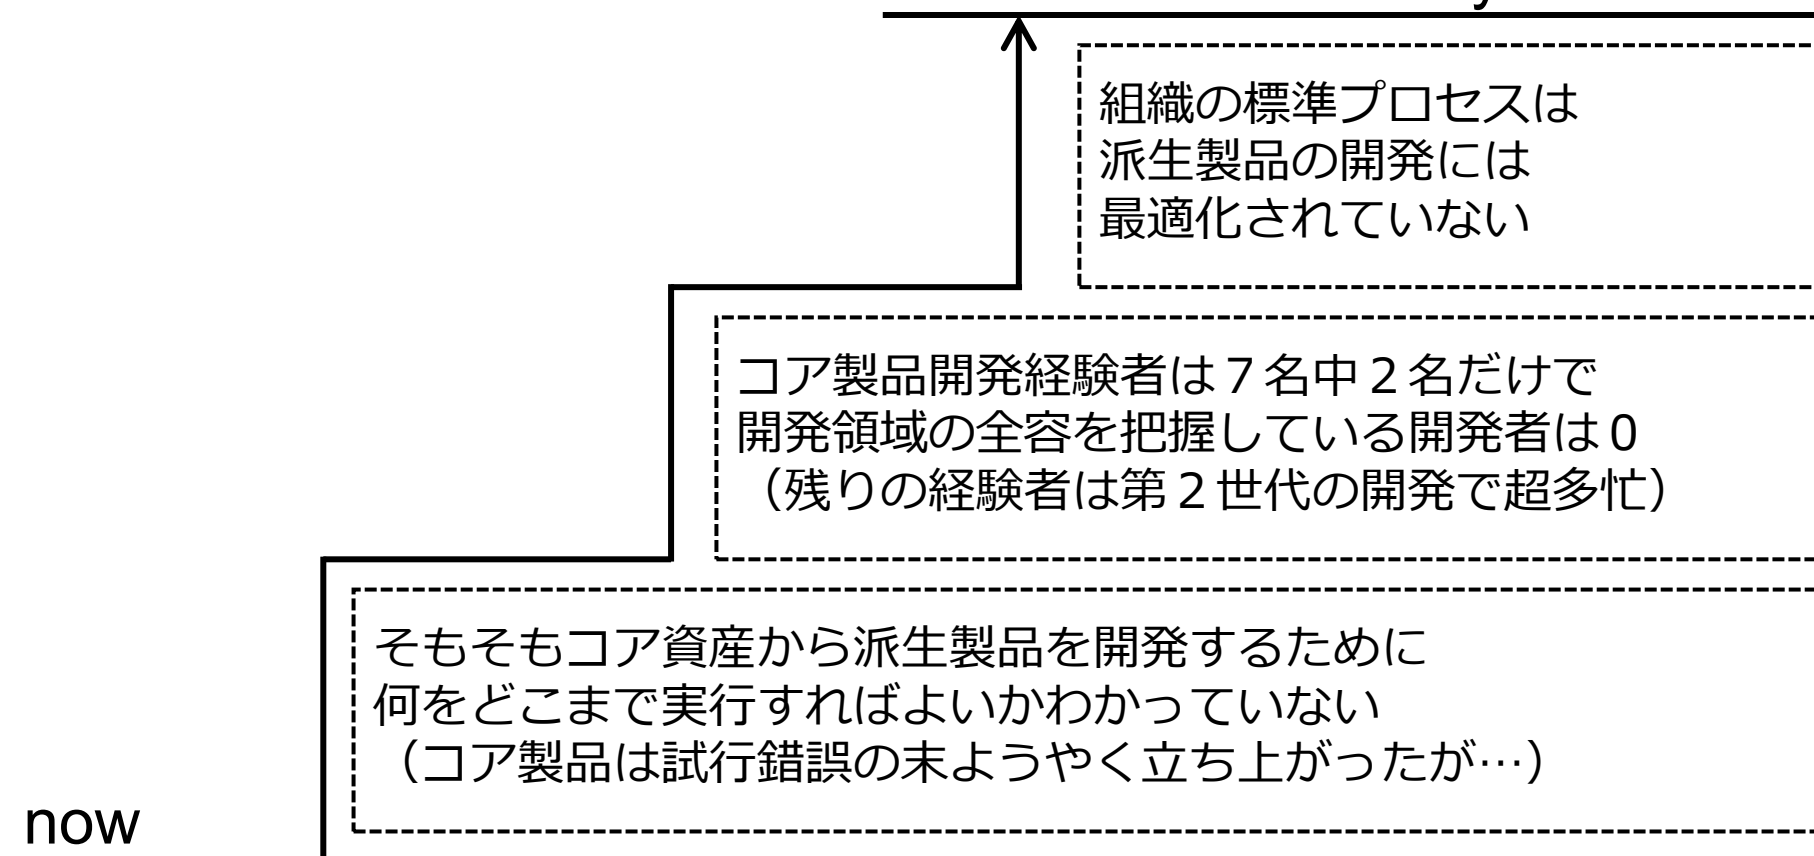 組織の標準プロセスは
派生製品の開発には
最適化されていない
コア製品開発経験者は７名中２名だけで
開発領域の全容を把握している開発者は０
（残りの経験者は第２世代の開発で超多忙）
そもそもコア資産から派生製品を開発するために
何をどこまで実行すればよいかわかっていない
（コア製品は試行錯誤の末ようやく立ち上がったが…）
now